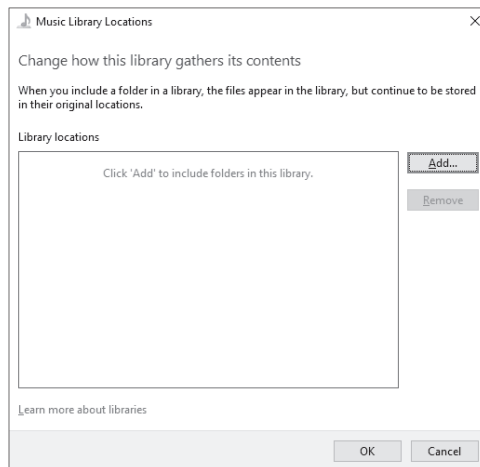 Music Library Locations
Change how this library gathers its contents
When you include a folder in a library, the files appear in the library, but continue to be stored
in their original locations.
Library locations
Click 'Add' to include folders in this library.
Add...
Remove
Learn more about libraries
OK
Cancel